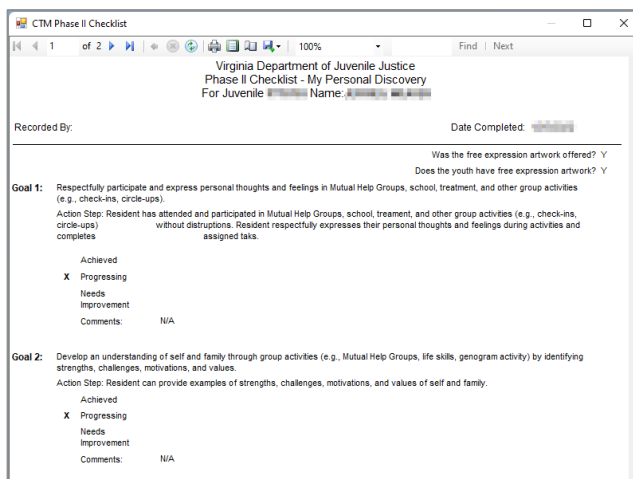 CTM Phase II Checklist
1 of 2 100% Find | Next
Virginia Department of Juvenile Justice
Phase II Checklist - My Personal Discovery
For Juvenile Name:
Recorded By: Date Completed:
Was the free expression artwork offered? Y
Does the youth have free expression artwork? Y
Goal 1: Respectfully participate and express personal thoughts and feelings in Mutual Help Groups, school, treatment, and other group activities
(e.g., check-ins, circle-ups).
Action Step: Resident has attended and participated in Mutual Help Groups, school, treament, and other group activities (e.g., check-ins,
circle-ups) without distruptions. Resident respectfully expresses their personal thoughts and feelings during activities and
completes assigned taks.
Achieved
X Progressing
Needs
Improvement
Comments: N/A
Goal 2: Develop an understanding of self and family through group activities (e.g., Mutual Help Groups, life skills, genogram activity) by identifying
strengths, challenges, motivations, and values.
Action Step: Resident can provide examples of strengths, challenges, motivations, and values of self and family.
Achieved
X Progressing
Needs
Improvement
Comments: N/A